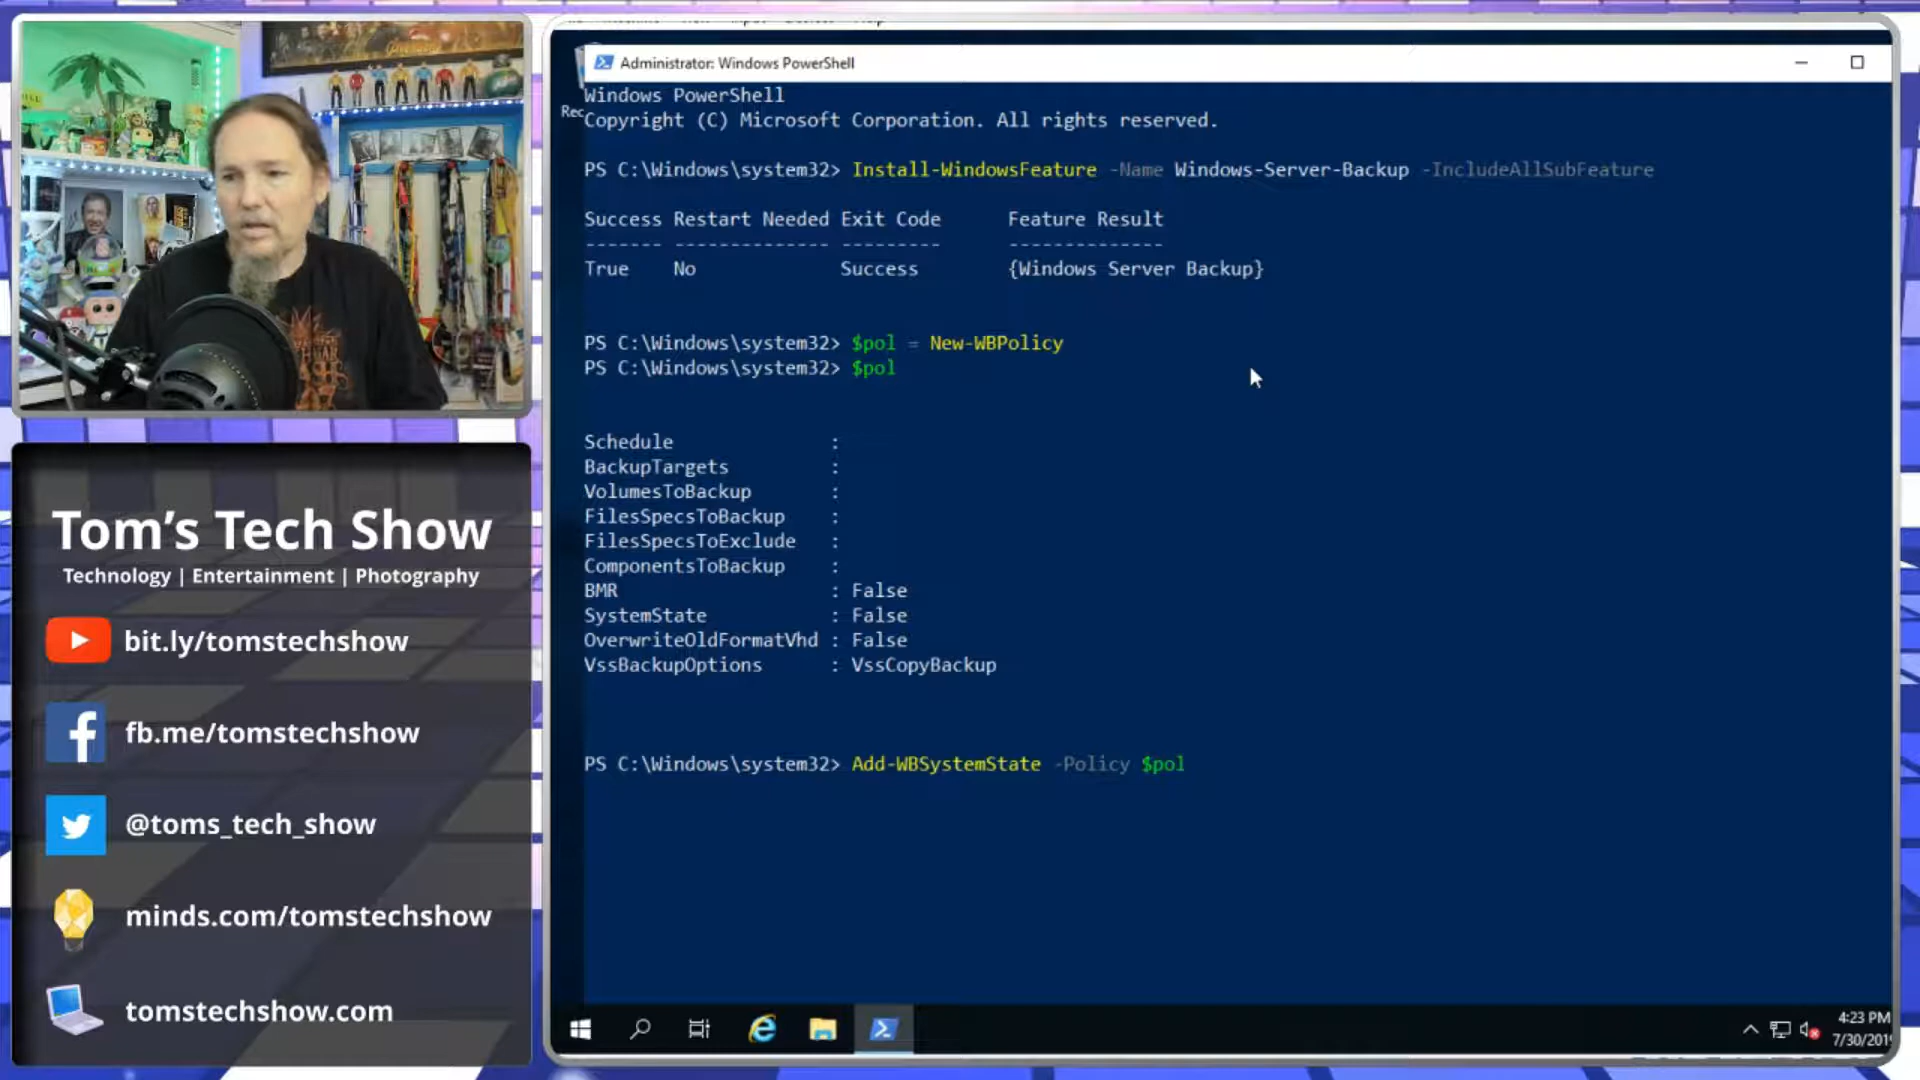 Administrator: Windows PowerShell
Rec
Windows PowerShell
Copyright (C) Microsoft Corporation. All rights reserved.
PS C:\Windows\system32> Install-WindowsFeature -Name Windows-Server-Backup -IncludeAllSubFeature
Success Restart Needed Exit Code Feature Result
------- -------------- --------- --------------
True No Success {Windows Server Backup}
PS C:\Windows\system32> $pol = New-WBPolicy
PS C:\Windows\system32> $pol
Schedule :
BackupTargets :
VolumesToBackup :
FilesSpecsToBackup :
FilesSpecsToExclude :
ComponentsToBackup :
BMR : False
SystemState : False
OverwriteOldFormatVhd : False
VssBackupOptions : VssCopyBackup
PS C:\Windows\system32> Add-WBSystemState -Policy $pol
4:23 PM
7/30/201
Tom's Tech Show
Technology | Entertainment | Photography
bit.ly/tomstechshow
fb.me/tomstechshow
@toms_tech_show
minds.com/tomstechshow
tomstechshow.com